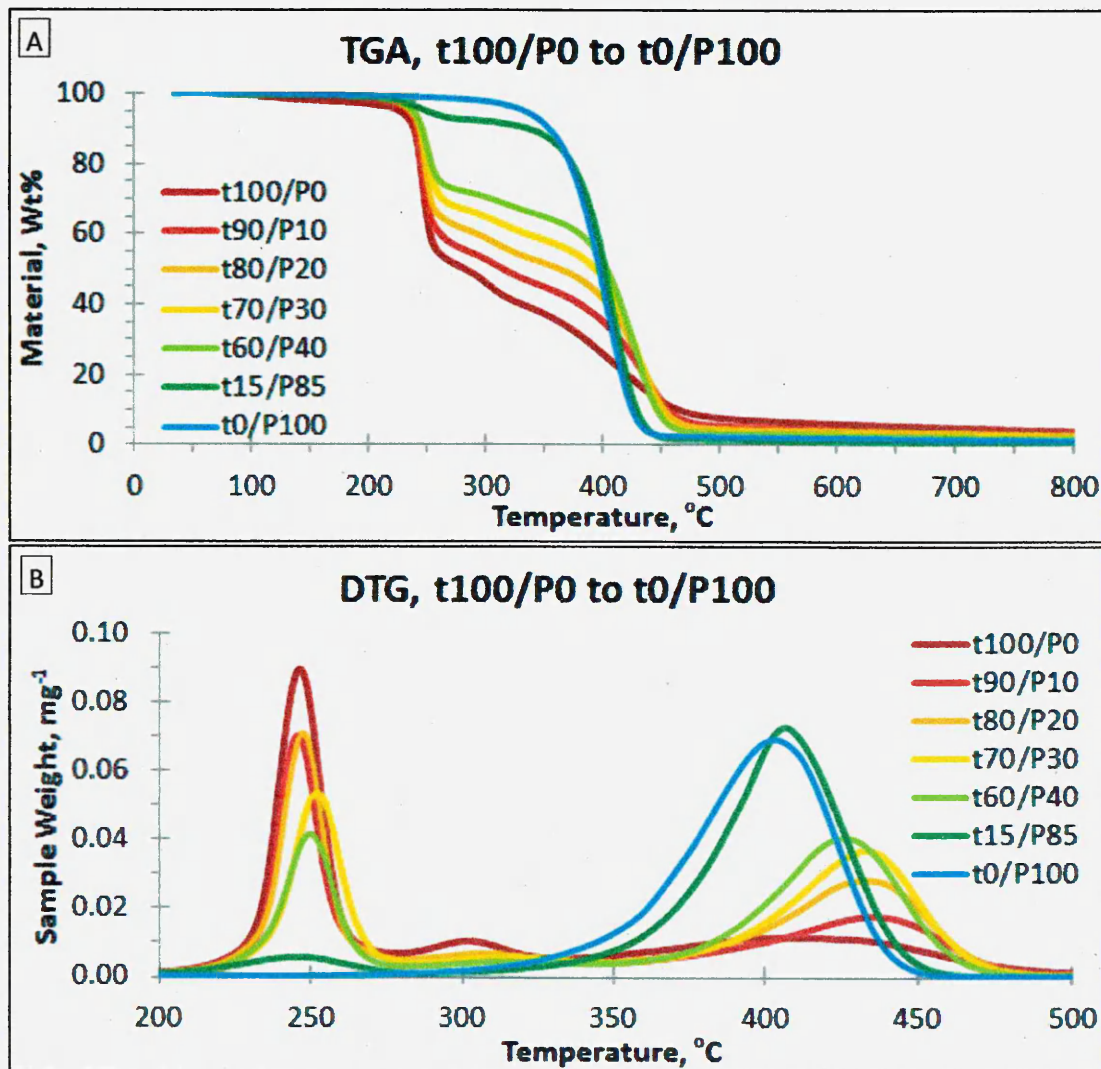 A
TGA, t100/P0 to t0/P100
100
80
60
40
20
0
Material, Wt%
t100/P0
t90/P10
t80/P20
t70/P30
t60/P40
t15/P85
t0/P100
0 100 200 300 400 500 600 700 800
Temperature, °C
B
DTG, t100/P0 to t0/P100
0.10
0.08
0.06
0.04
0.02
0.00
Sample Weight, mg⁻¹
t100/P0
t90/P10
t80/P20
t70/P30
t60/P40
t15/P85
t0/P100
200 250 300 350 400 450 500
Temperature, °C